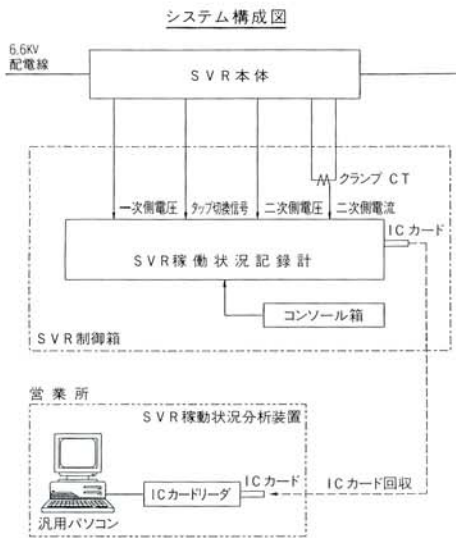 システム構成図
6.6KV
配電線
SVR本体
クランプ CT
一次側電圧 タップ切換信号 二次側電圧 二次側電流
ICカード
SVR稼働状況記録計
コンソール箱
SVR制御箱
営業所
SVR稼動状況分析装置
ICカード
ICカードリーダ
ICカード回収
汎用パソコン